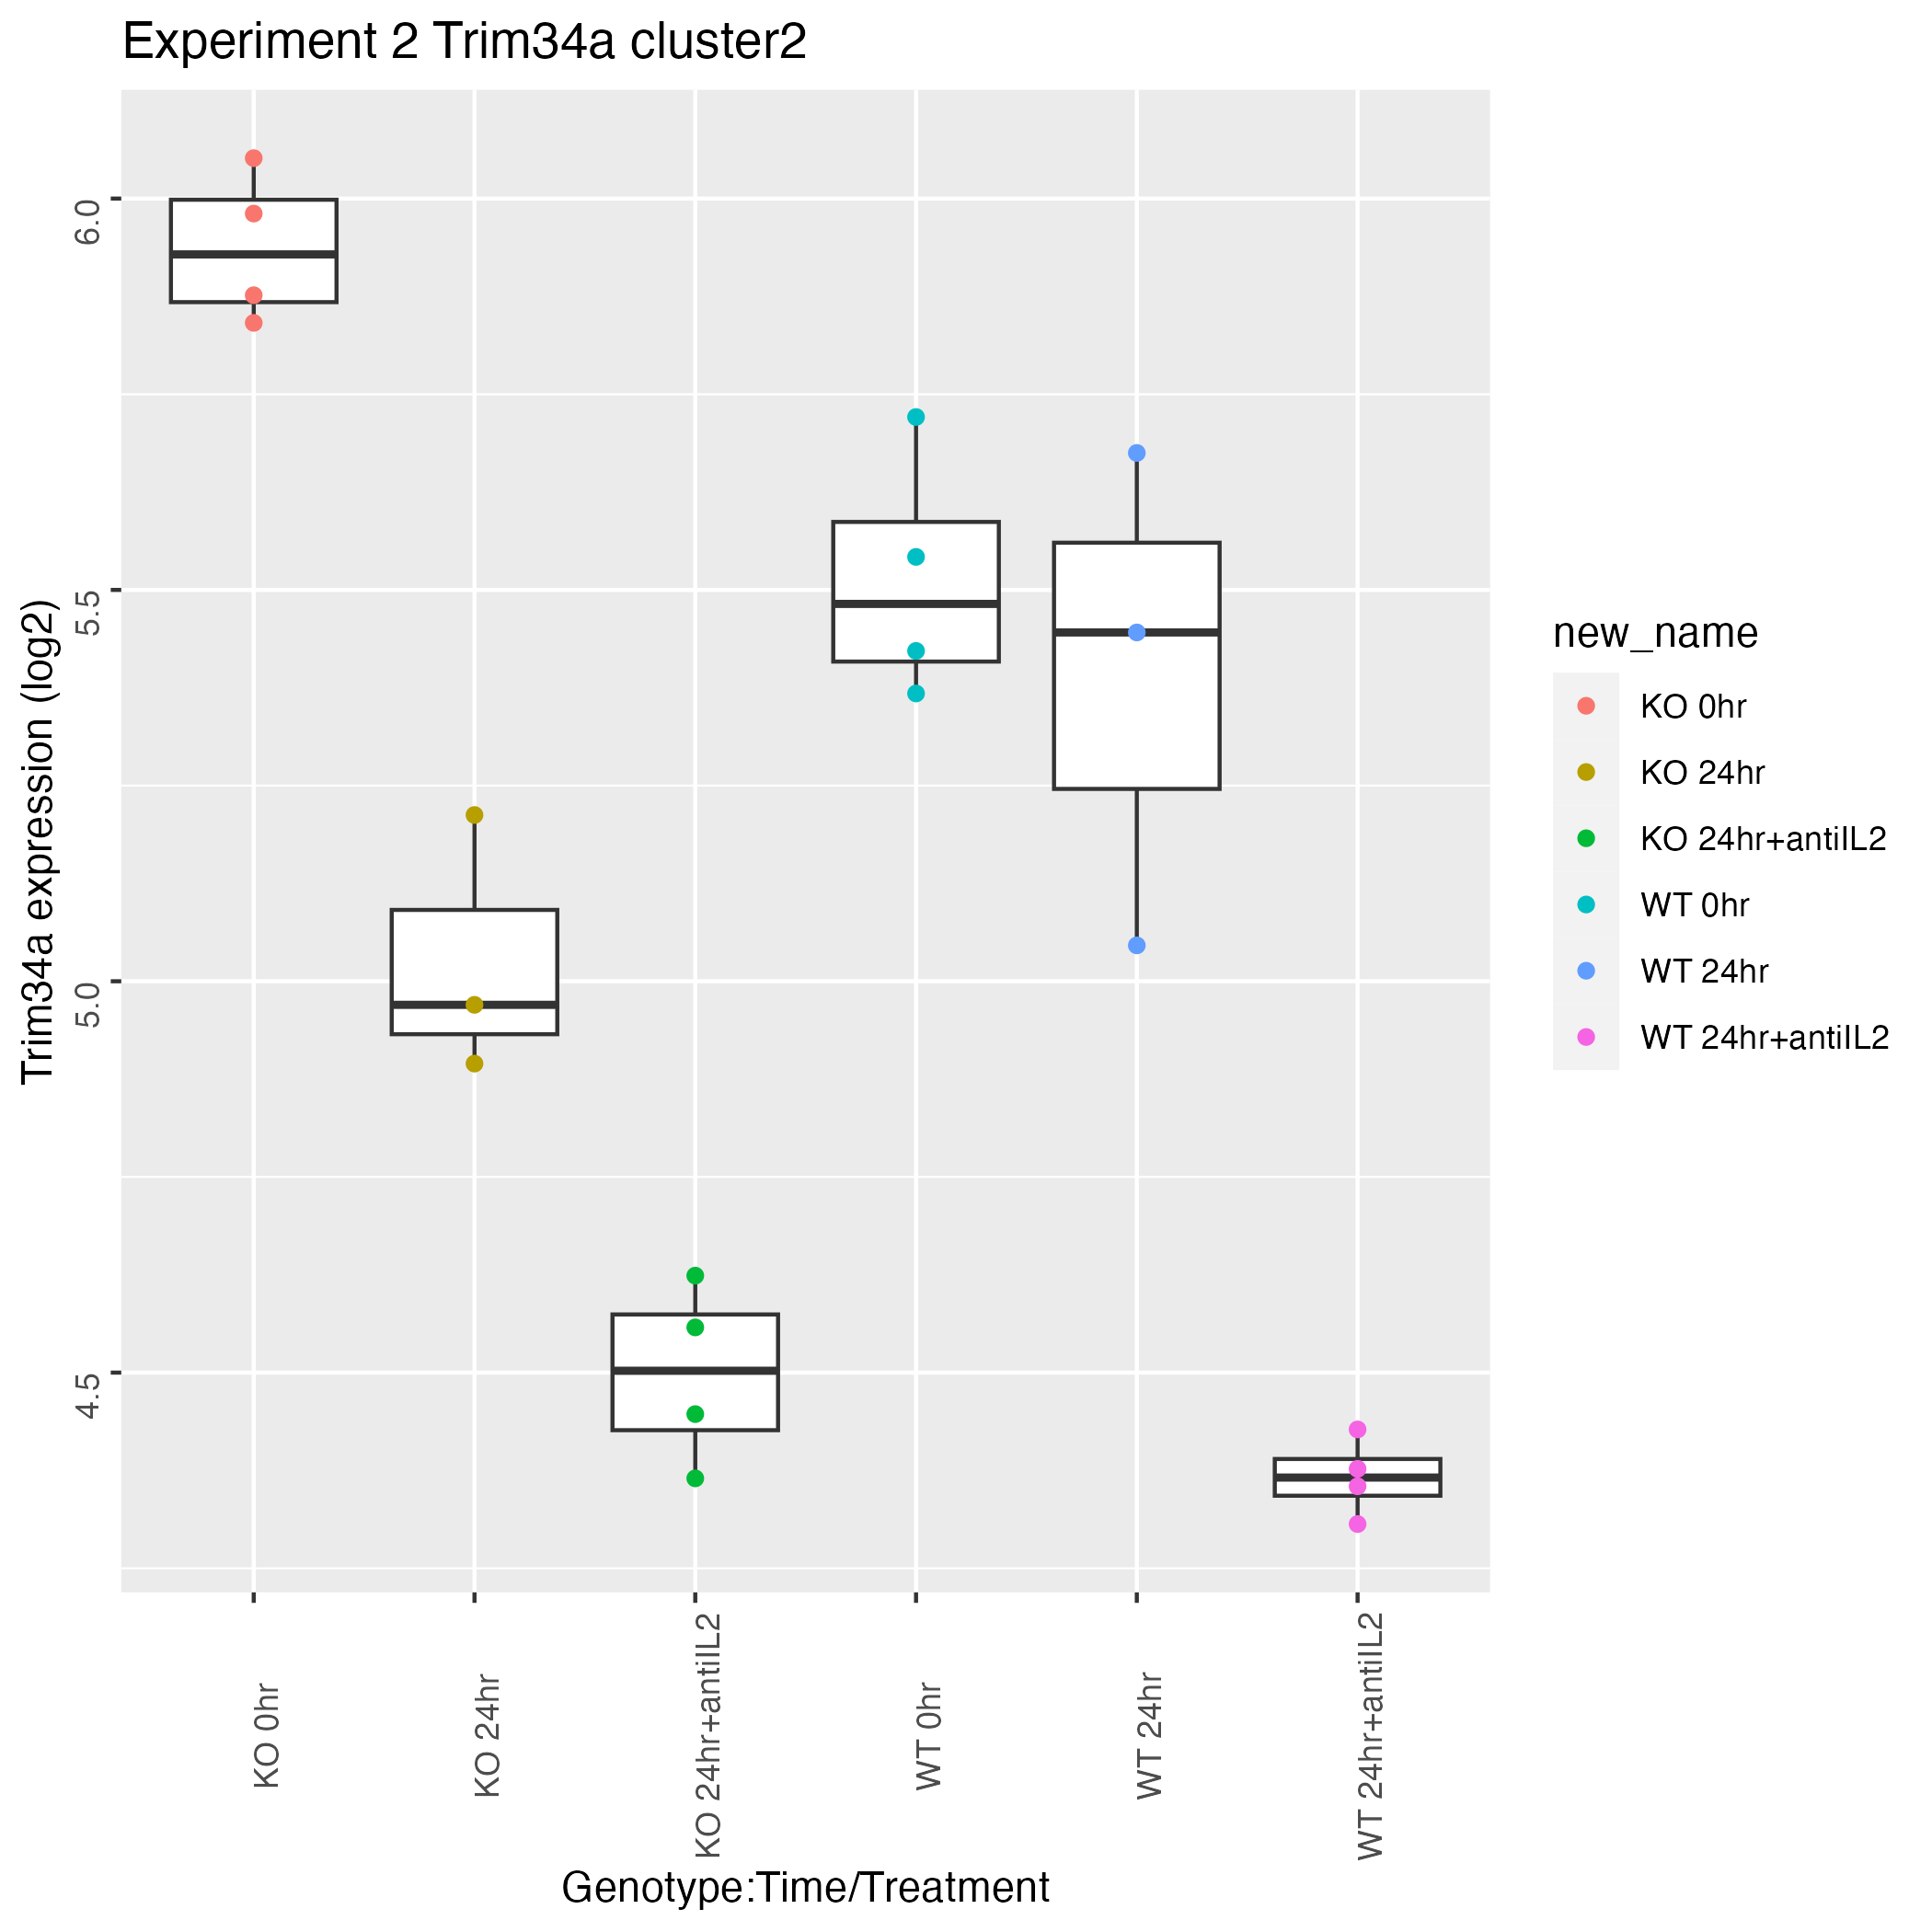 Experiment 2 Trim34a cluster2
Trim34a expression (log2)
6.0
5.5
5.0
4.5
KO 0hr
KO 24hr
KO 24hr+antiIL2
WT 0hr
WT 24hr
WT 24hr+antiIL2
Genotype:Time/Treatment
new_name
KO 0hr
KO 24hr
KO 24hr+antiIL2
WT 0hr
WT 24hr
WT 24hr+antiIL2